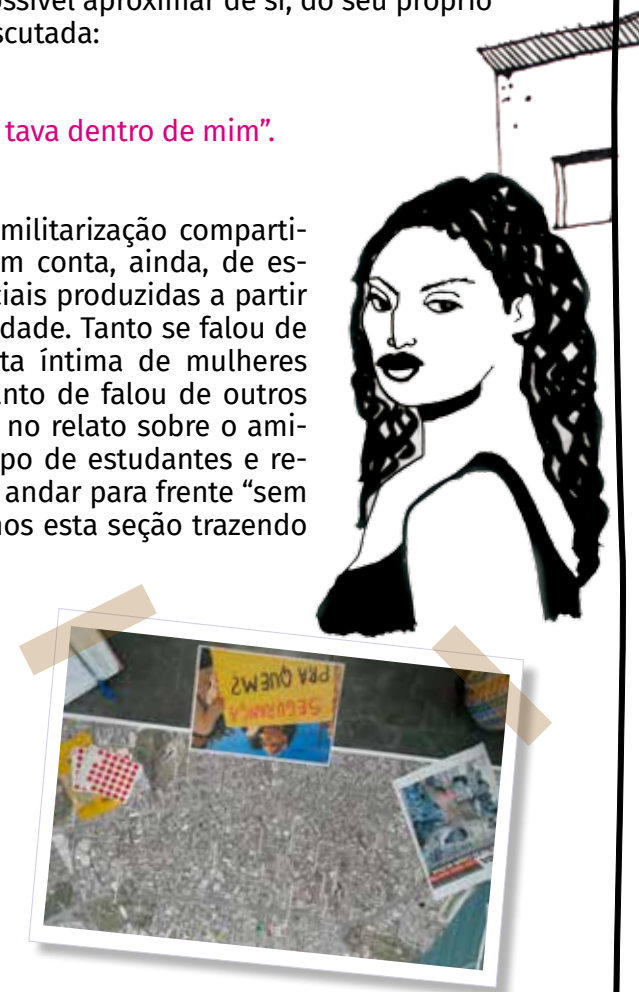 ossível aproximar de si, do seu próprio
scutada:
tava dentro de mim”.
militarização comparti-
m conta, ainda, de es-
ciais produzidas a partir
dade. Tanto se falou de
ta íntima de mulheres
nto de falou de outros
no relato sobre o ami-
po de estudantes e re-
andar para frente “sem
nos esta seção trazendo
SEGURANÇA
PRA QUEM?